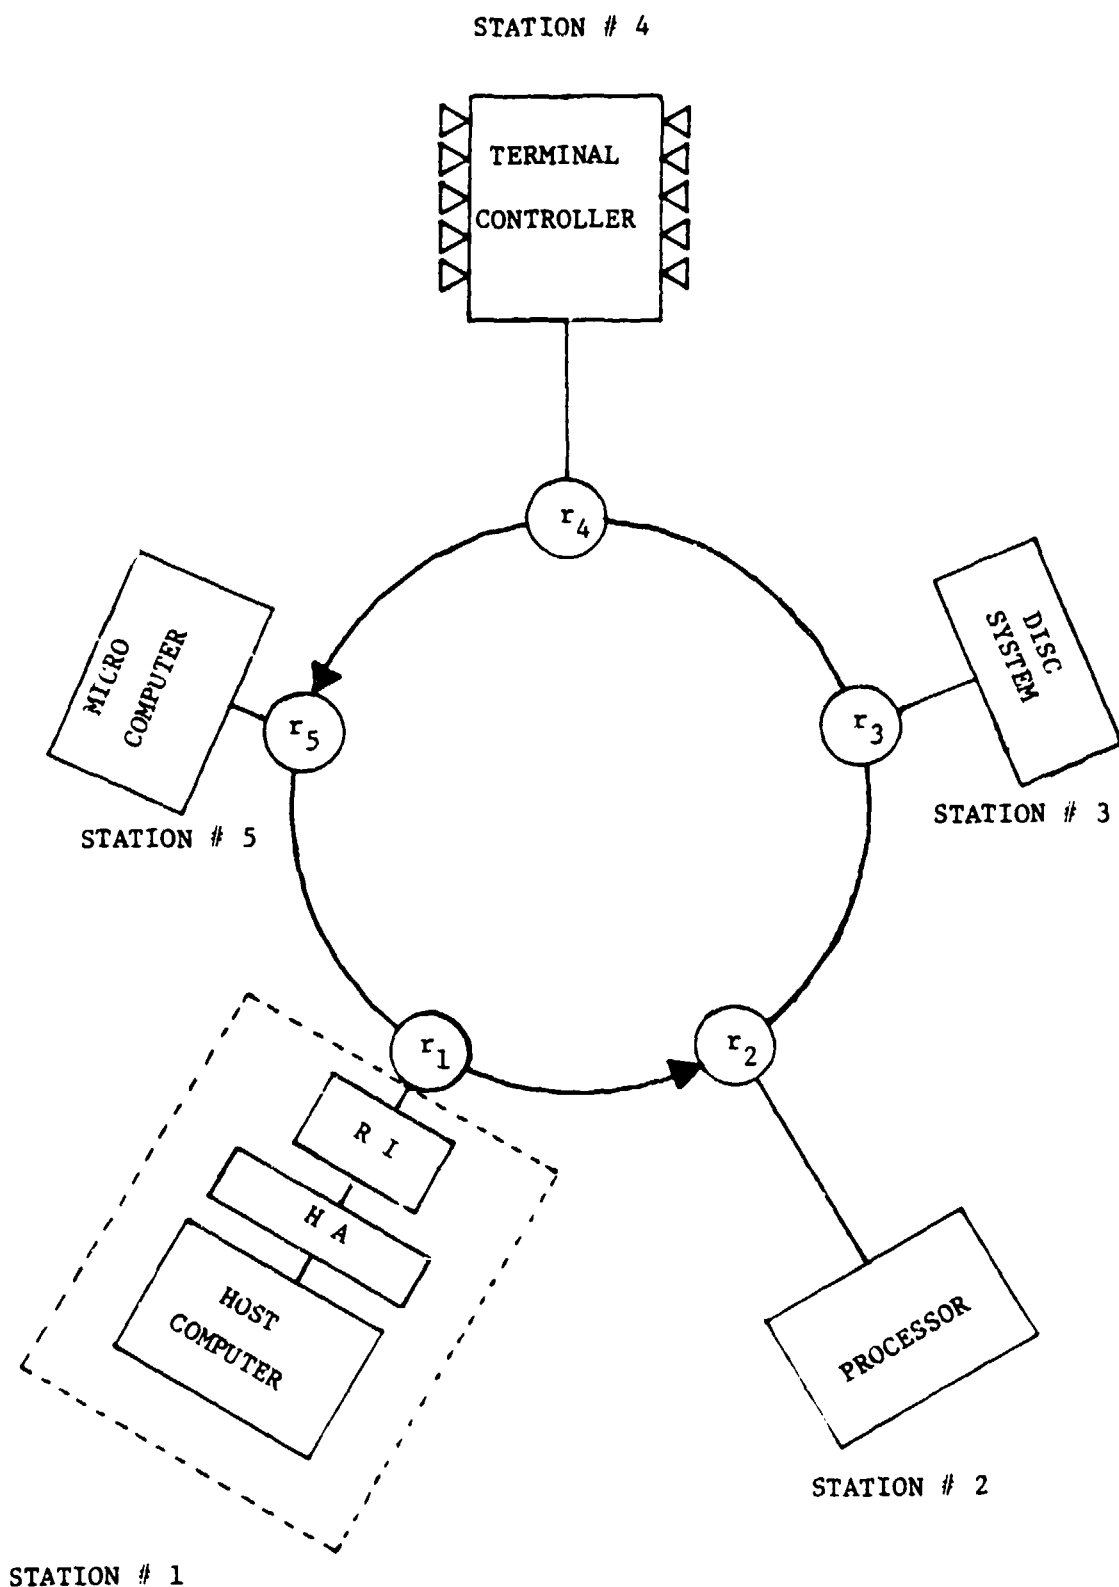 STATION # 4
TERMINAL
CONTROLLER
r4
MICRO
COMPUTER
r5
STATION # 5
DISC
SYSTEM
r3
STATION # 3
r1
r2
R I
H A
HOST
COMPUTER
PROCESSOR
STATION # 2
STATION # 1